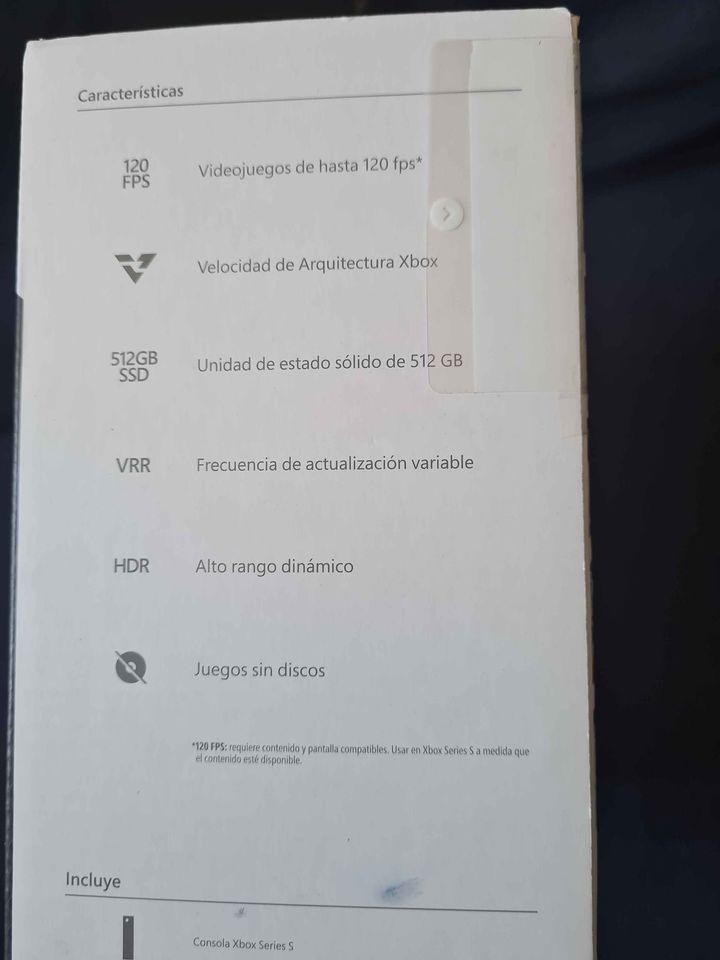 Características
120
FPS
Videojuegos de hasta 120 fps*
Velocidad de Arquitectura Xbox
512GB
SSD
Unidad de estado sólido de 512 GB
VRR
Frecuencia de actualización variable
HDR
Alto rango dinámico
Juegos sin discos
*120 FPS: requiere contenido y pantalla compatibles. Usar en Xbox Series S a medida que
el contenido esté disponible.
Incluye
Consola Xbox Series S